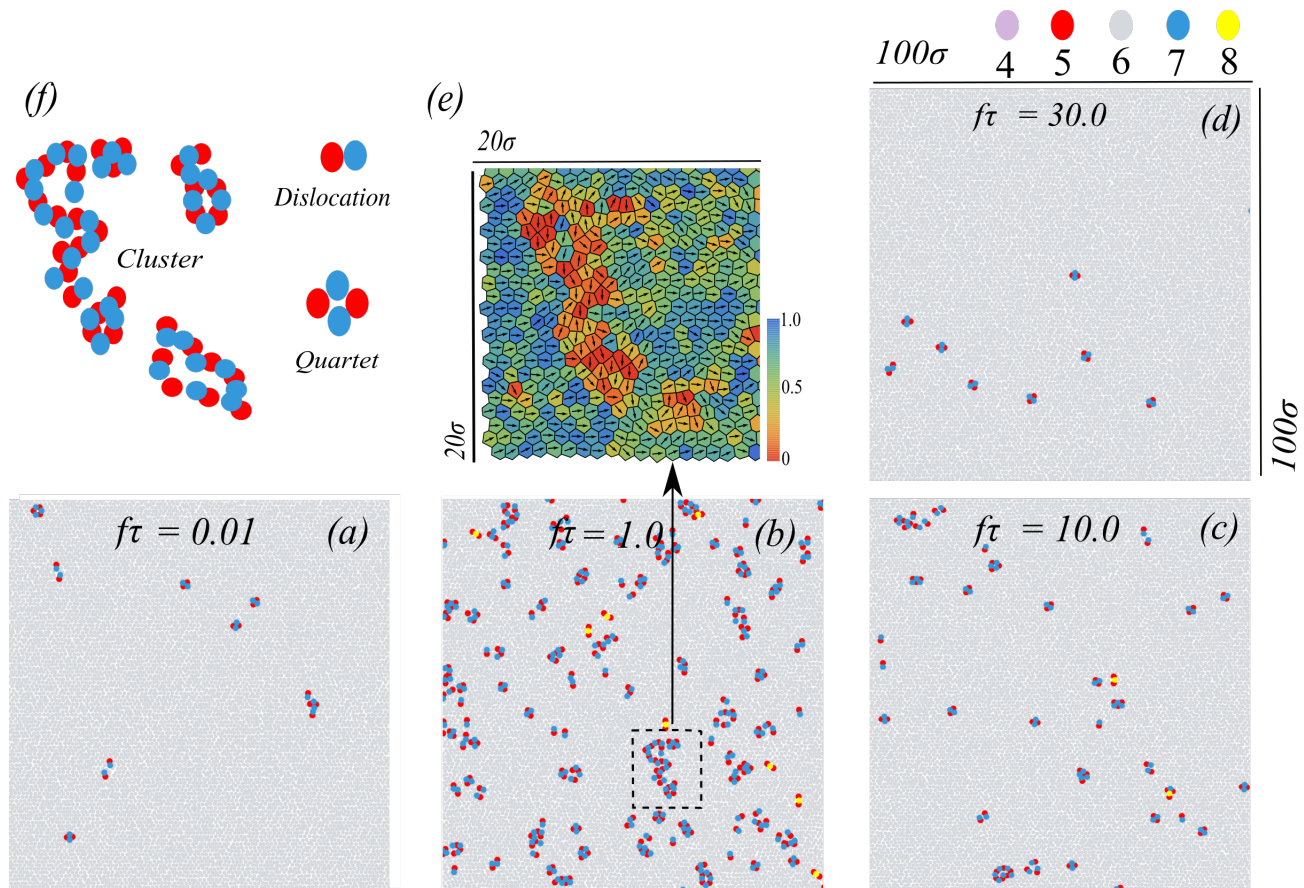 (f)
Dislocation
Cluster
Quartet
(e)
20σ
20σ
1.0
0.5
0
4 5 6 7 8
100σ
fτ = 30.0 (d)
100σ
fτ = 0.01 (a)
fτ = 1.0 (b)
fτ = 10.0 (c)